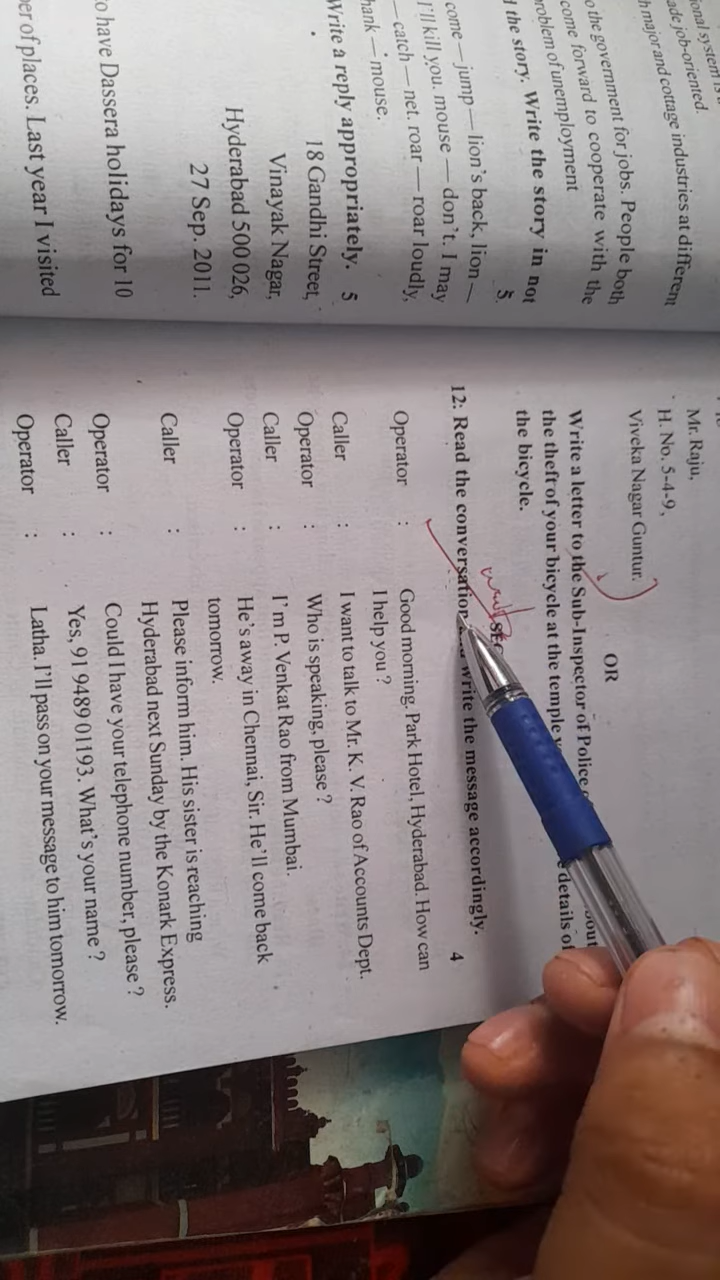 ional system is
ade job-oriented.
h major and cottage industries at different
o the government for jobs. People both
come forward to cooperate with the
roblem of unemployment
d the story. Write the story in not
5.
come — jump — lion's back, lion —
I'll kill you. mouse — don't. I may
— catch — net. roar — roar loudly,
hank — mouse.
Write a reply appropriately. 5
18 Gandhi Street,
Vinayak Nagar,
Hyderabad 500 026,
27 Sep. 2011.
to have Dassera holidays for 10
er of places. Last year I visited
Mr. Raju,
H. No. 5-4-9,
Viveka Nagar Guntur.
OR
Write a letter to the Sub-Inspector of Police
the theft of your bicycle at the temple details of
the bicycle.
12: Read the conversation write the message accordingly. 4
Operator : Good morning. Park Hotel, Hyderabad. How can
I help you ?
Caller : I want to talk to Mr. K. V. Rao of Accounts Dept.
Operator : Who is speaking, please ?
Caller : I'm P. Venkat Rao from Mumbai.
Operator : He's away in Chennai, Sir. He'll come back
tomorrow.
Caller : Please inform him. His sister is reaching
Hyderabad next Sunday by the Konark Express.
Operator : Could I have your telephone number, please ?
Caller : Yes, 91 9489 01193. What's your name ?
Operator : Latha. I'll pass on your message to him tomorrow.